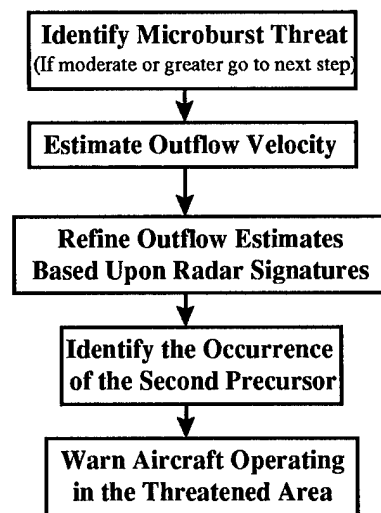 Identify Microburst Threat
(If moderate or greater go to next step)
Estimate Outflow Velocity
Refine Outflow Estimates
Based Upon Radar Signatures
Identify the Occurrence
of the Second Precursor
Warn Aircraft Operating
in the Threatened Area